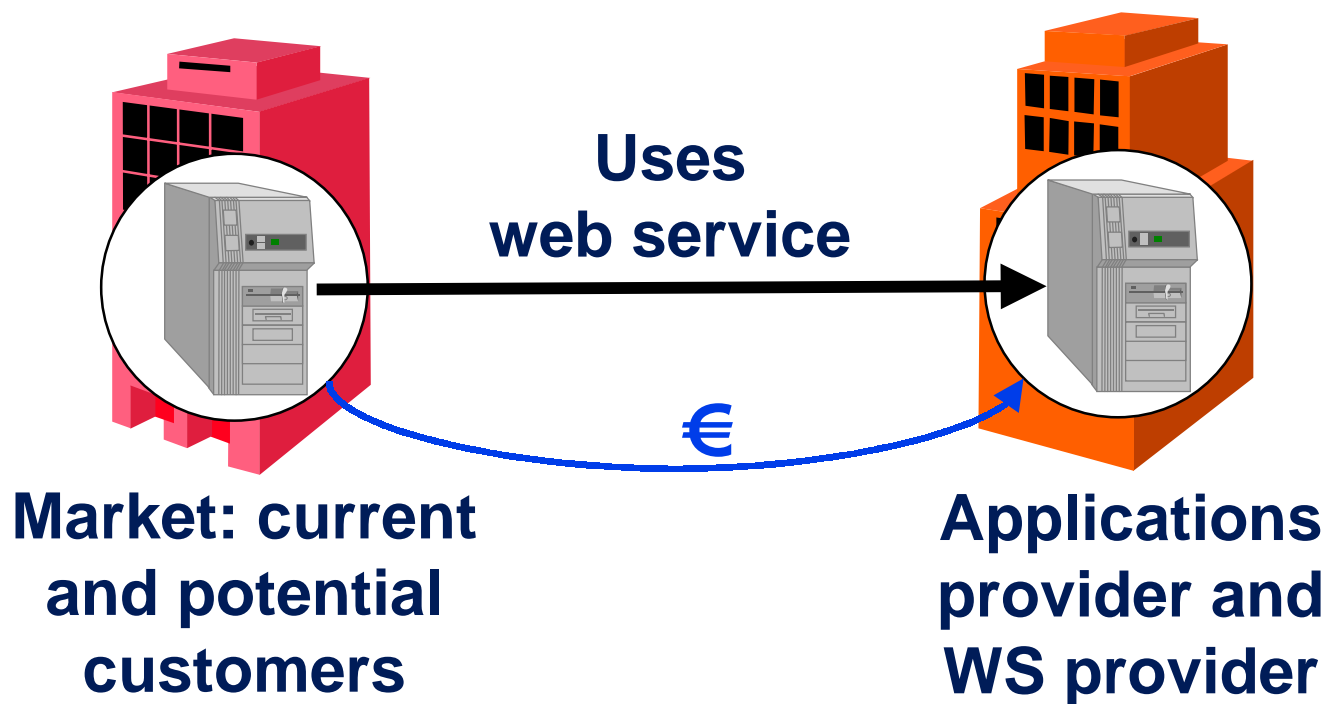 Uses
web service
€
Market: current
and potential
customers
Applications
provider and
WS provider